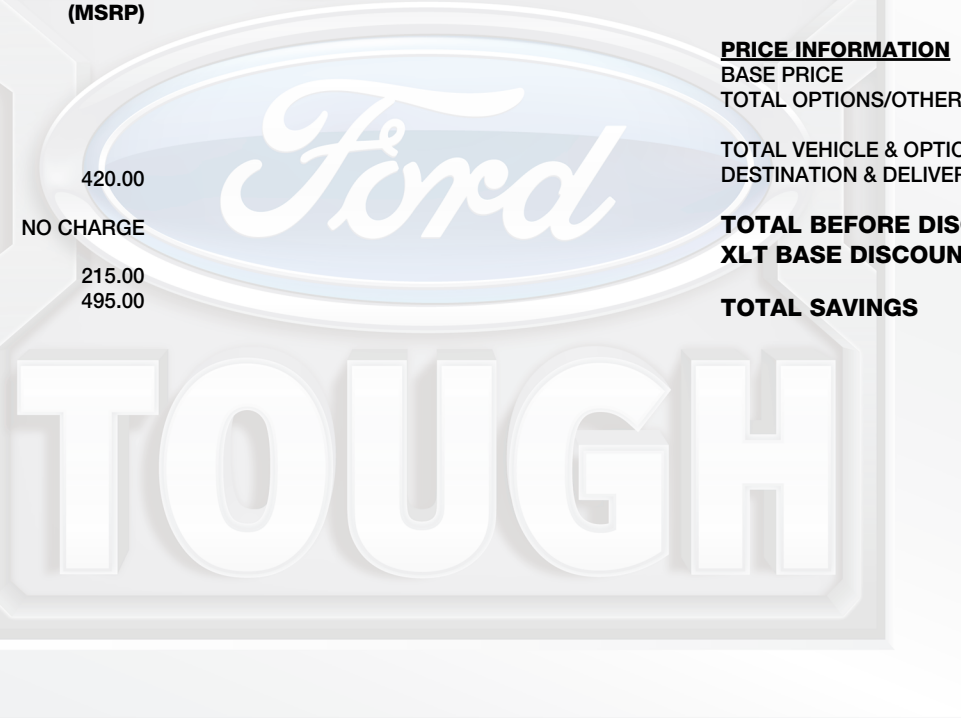 (MSRP)
420.00
NO CHARGE
215.00
495.00
PRICE INFORMATION
BASE PRICE
TOTAL OPTIONS/OTHER
TOTAL VEHICLE & OPTIO
DESTINATION & DELIVER
TOTAL BEFORE DIS
XLT BASE DISCOUN
TOTAL SAVINGS
Ford
TOUGH